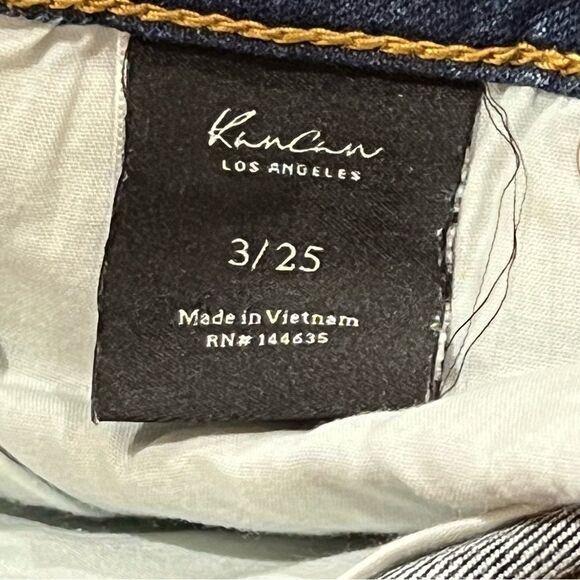 KanCan
LOS ANGELES
3/25
Made in Vietnam
RN# 144635